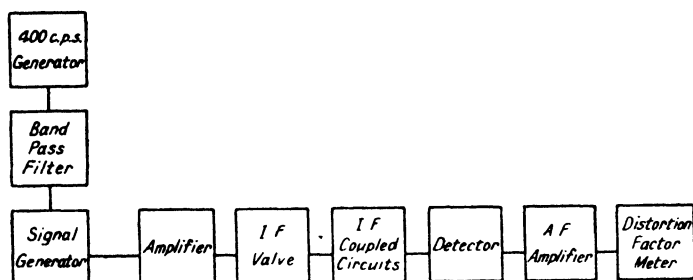 400 c.p.s.
Generator
Band
Pass
Filter
Signal
Generator
Amplifier
I F
Valve
I F
Coupled
Circuits
Detector
A F
Amplifier
Distortion
Factor
Meter